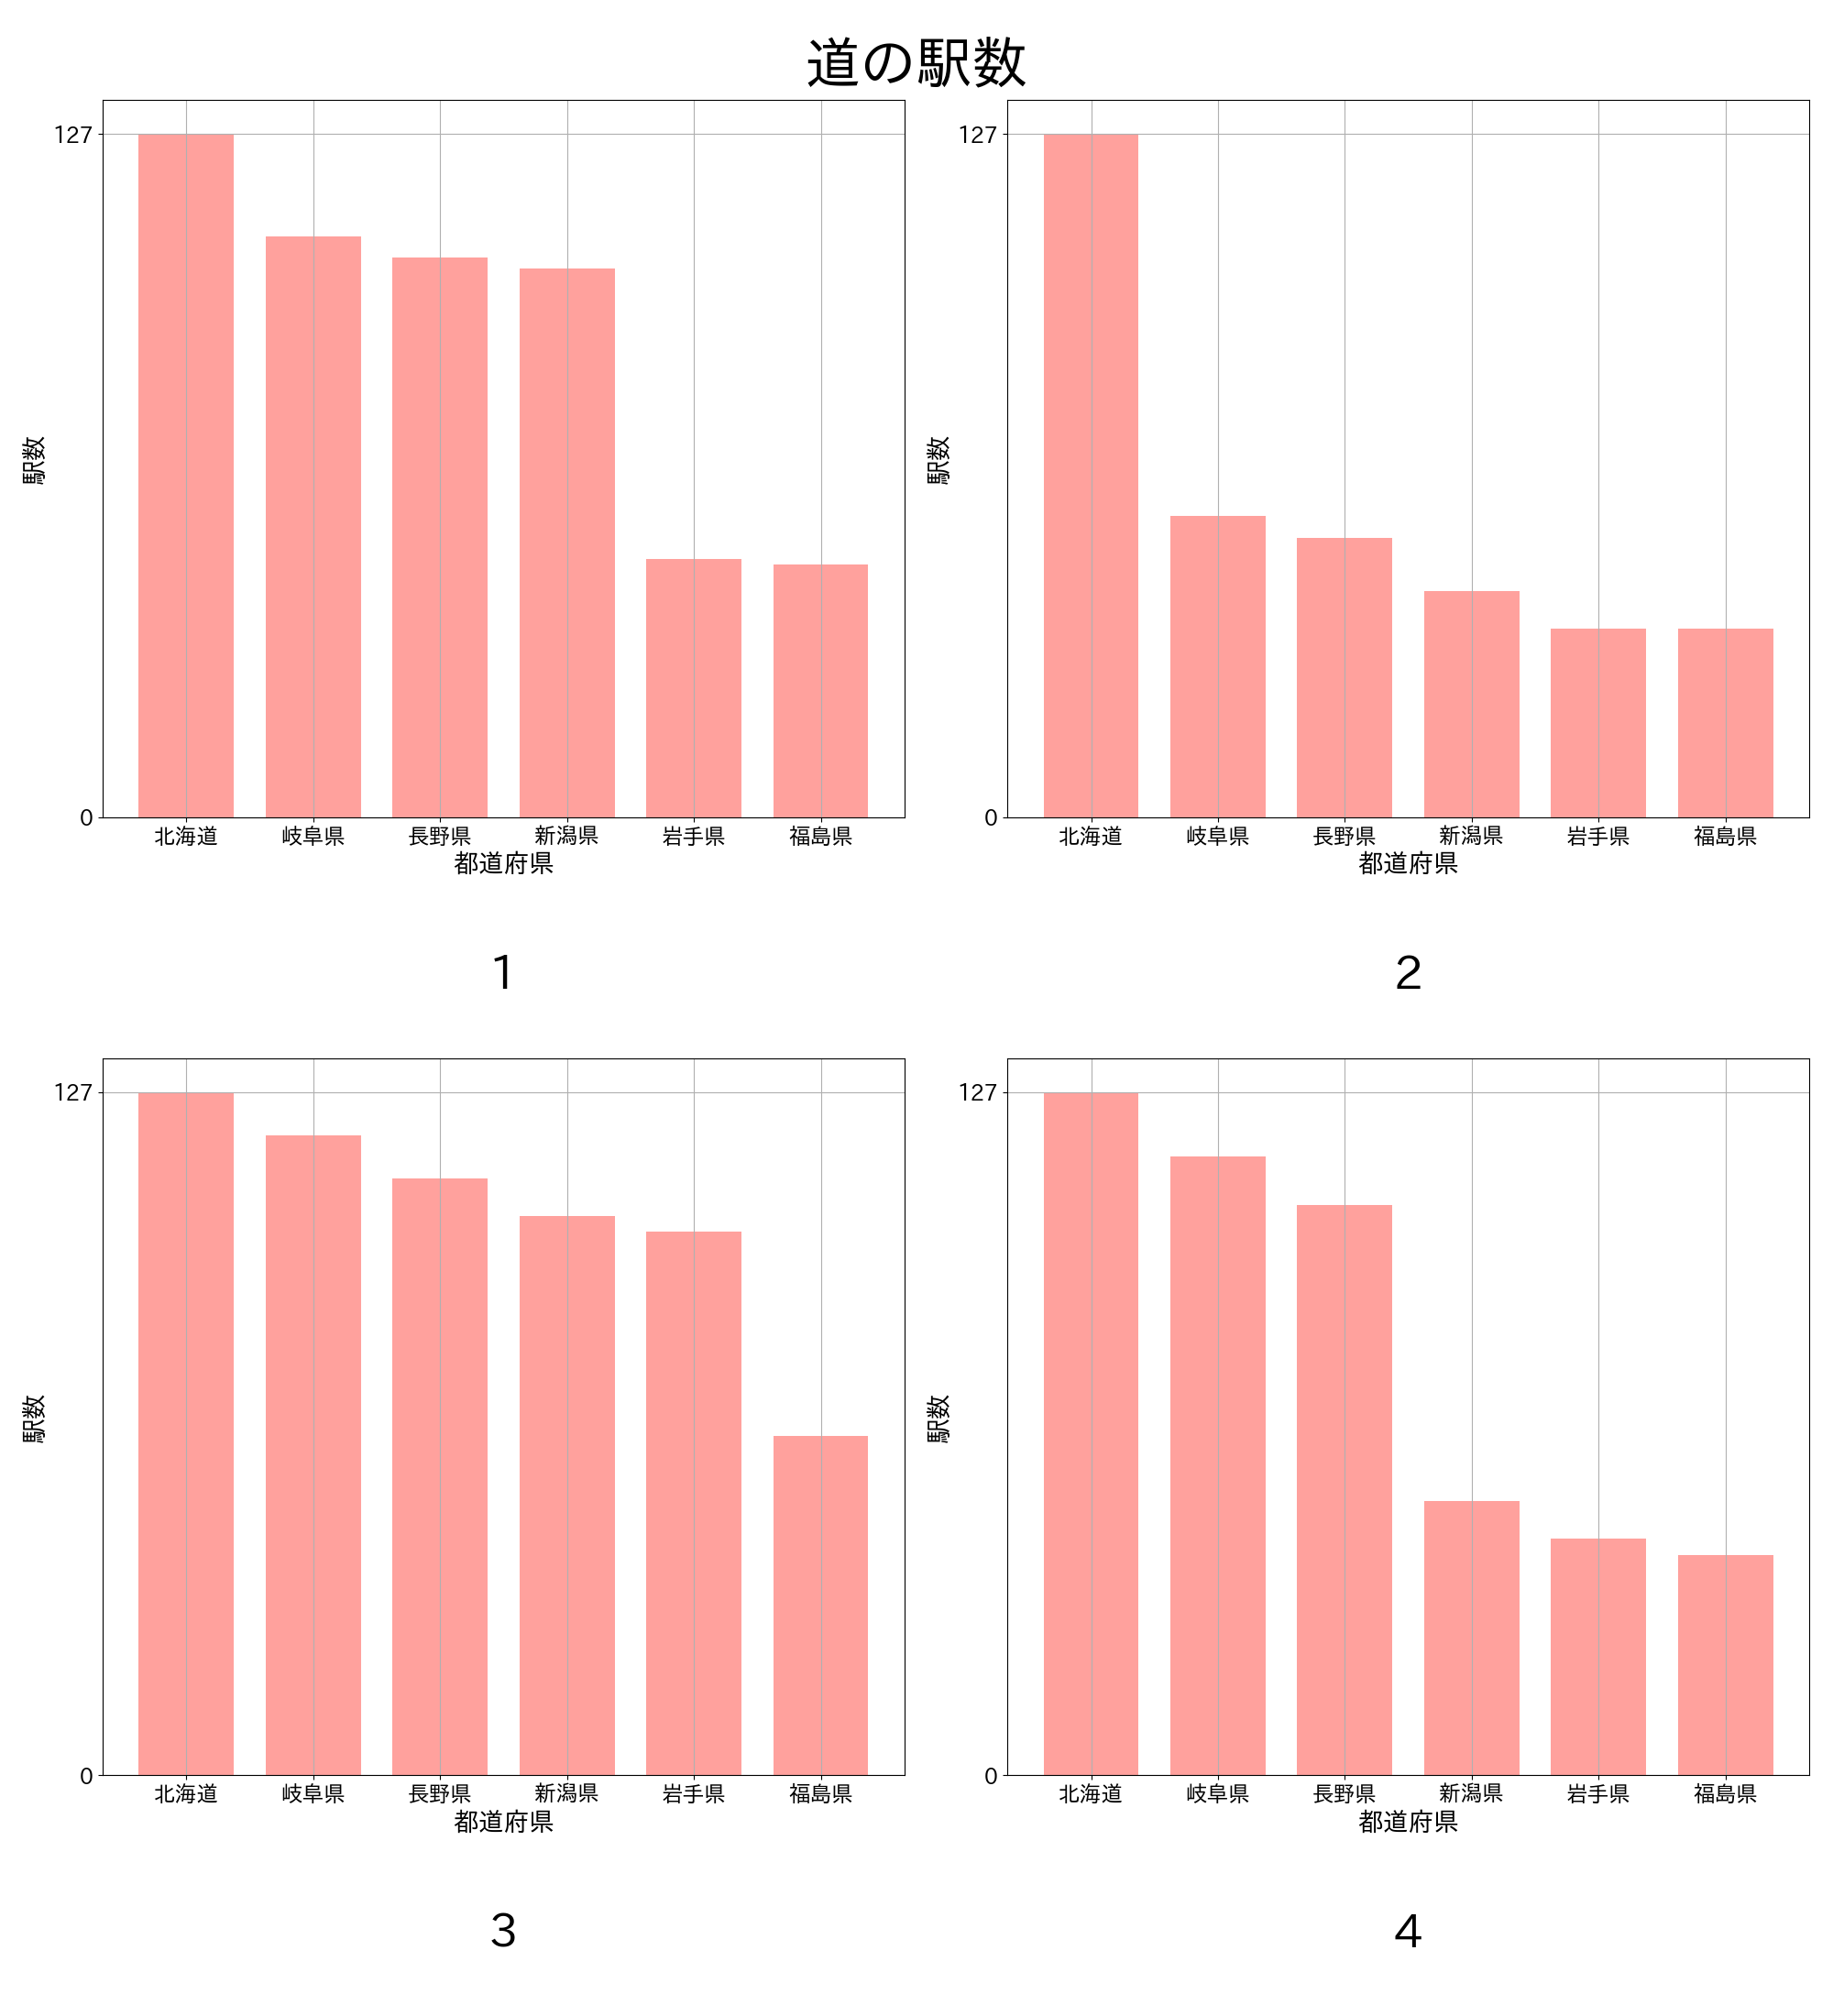 道の駅数
127
0
駅数
北海道 岐阜県 長野県 新潟県 岩手県 福島県
都道府県
1
127
0
駅数
北海道 岐阜県 長野県 新潟県 岩手県 福島県
都道府県
2
127
0
駅数
北海道 岐阜県 長野県 新潟県 岩手県 福島県
都道府県
3
127
0
駅数
北海道 岐阜県 長野県 新潟県 岩手県 福島県
都道府県
4